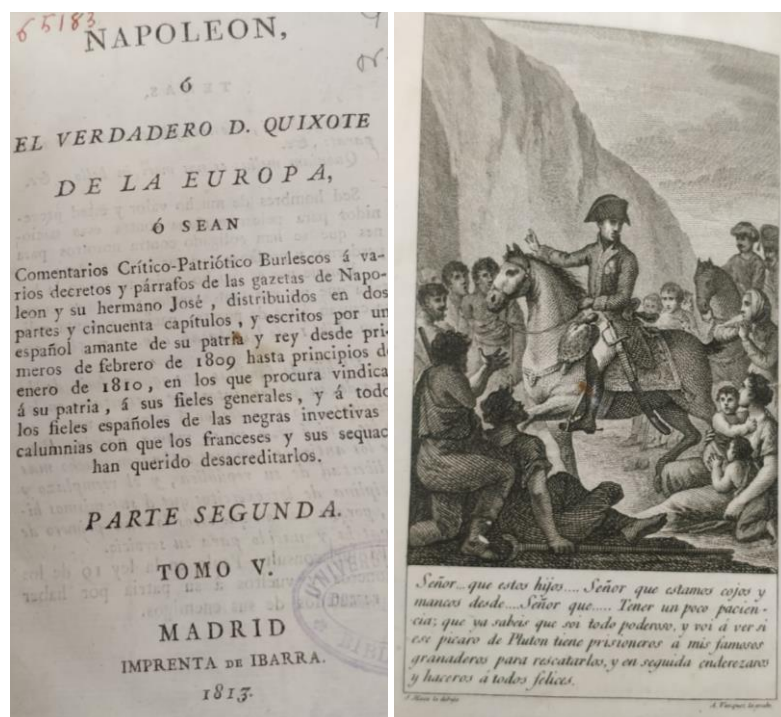 65183
NAPOLEON,
ó
EL VERDADERO D. QUIXOTE
DE LA EUROPA,
ó SEAN
Comentarios Crítico-Patriótico Burlescos á va-
rios decretos y párrafos de las gazetas de Napo-
leon y su hermano José, distribuidos en dos
partes y cincuenta capítulos, y escritos por un
español amante de su patria y rey desde pri-
meros de febrero de 1809 hasta principios d
enero de 1810, en los que procura vindica
á su patria, á sus fieles generales, y á todo
los fieles españoles de las negras invectivas
calumnias con que los franceses y sus sequac
han querido desacreditarlos.
PARTE SEGUNDA.
TOMO V.
MADRID
IMPRENTA DE IBARRA.
1813.
Señor... que estos hijos.... Señor que estamos cojos y
mancos desde....Señor que..... Tener un poco pacien-
cia; que ya sabeis que soi todo poderoso, y voi á ver si
ese picaro de Pluton tiene prisioneros á mis famosos
granaderos para rescatarlos, y en seguida enderezaros
y haceros á todos felices.